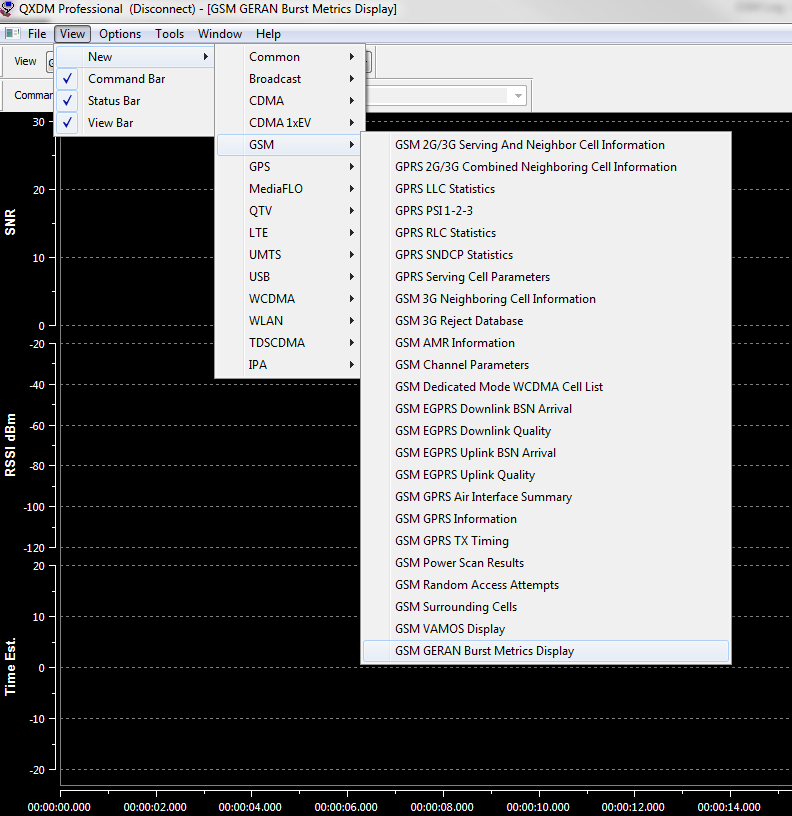 QXDM Professional (Disconnect) - [GSM GERAN Burst Metrics Display]
File View Options Tools Window Help
View
New
Command Bar
Status Bar
View Bar
Common
Broadcast
CDMA
CDMA 1xEV
GSM
GPS
MediaFLO
QTV
LTE
UMTS
USB
WCDMA
WLAN
TDSCDMA
IPA
GSM 2G/3G Serving And Neighbor Cell Information
GPRS 2G/3G Combined Neighboring Cell Information
GPRS LLC Statistics
GPRS PSI 1-2-3
GPRS RLC Statistics
GPRS SNDCP Statistics
GPRS Serving Cell Parameters
GSM 3G Neighboring Cell Information
GSM 3G Reject Database
GSM AMR Information
GSM Channel Parameters
GSM Dedicated Mode WCDMA Cell List
GSM EGPRS Downlink BSN Arrival
GSM EGPRS Downlink Quality
GSM EGPRS Uplink BSN Arrival
GSM EGPRS Uplink Quality
GSM GPRS Air Interface Summary
GSM GPRS Information
GSM GPRS TX Timing
GSM Power Scan Results
GSM Random Access Attempts
GSM Surrounding Cells
GSM VAMOS Display
GSM GERAN Burst Metrics Display
SNR
30
20
10
0
RSSI dBm
-20
-40
-60
-80
-100
-120
Time Est.
20
10
0
-10
-20
00:00:00.000 00:00:02.000 00:00:04.000 00:00:06.000 00:00:08.000 00:00:10.000 00:00:12.000 00:00:14.000